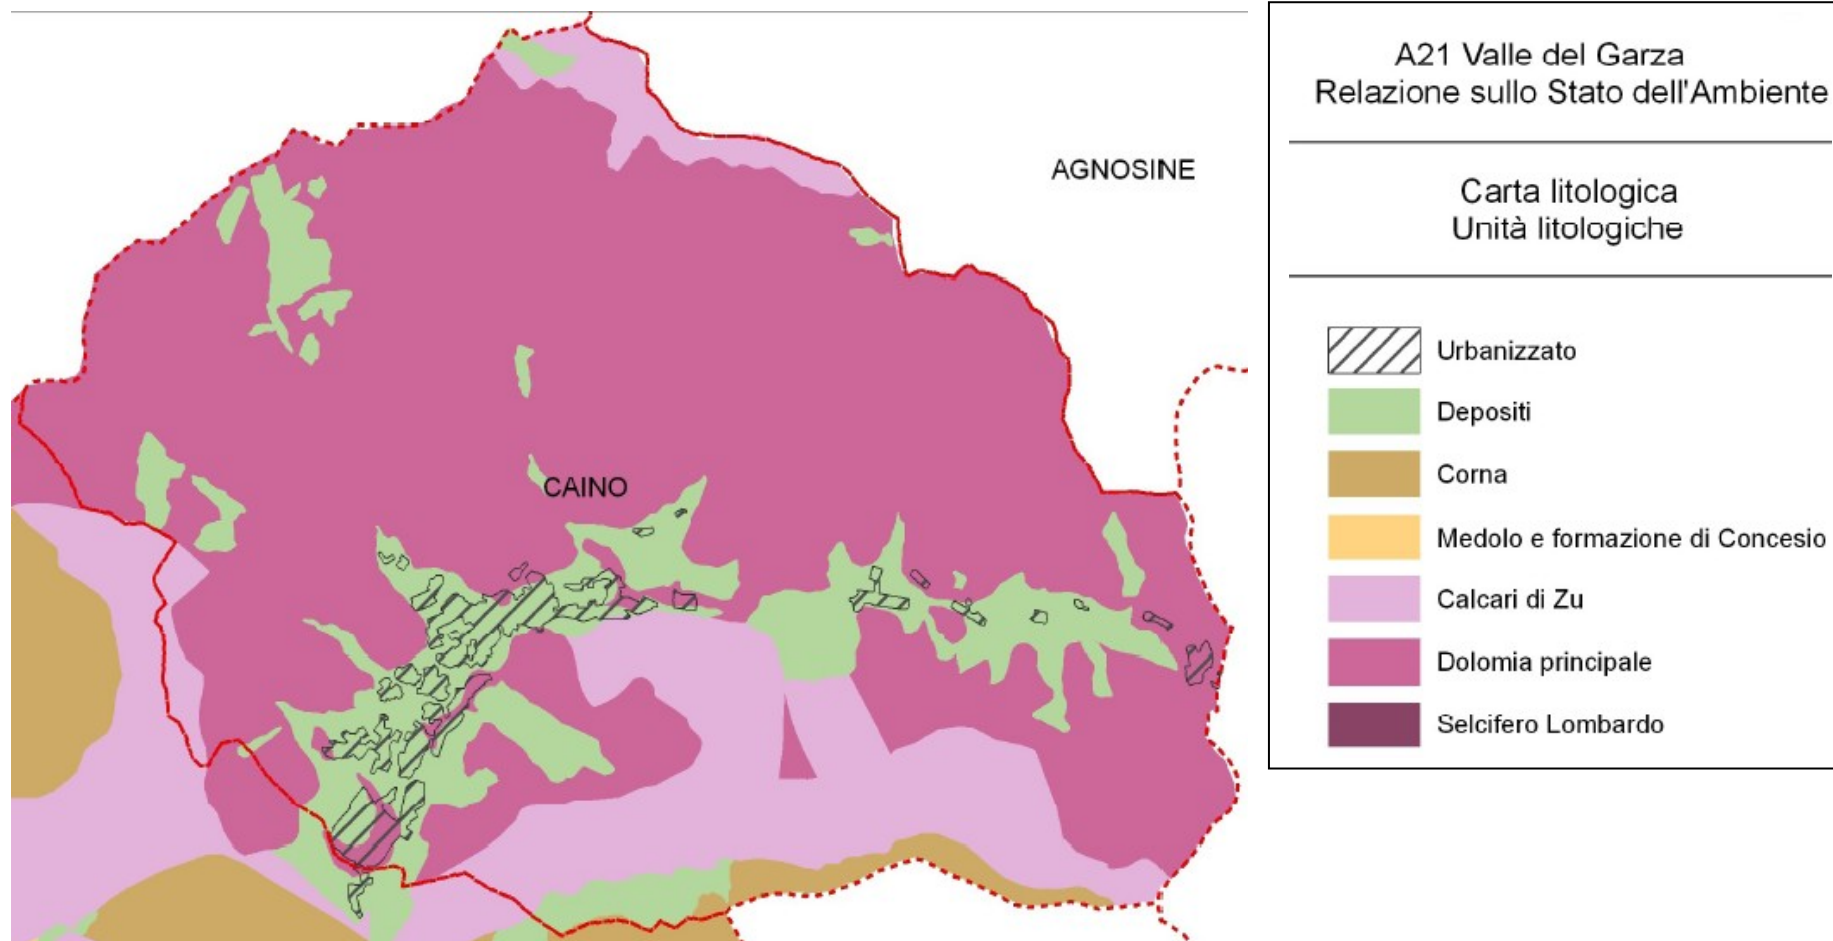 AGNOSINE
CAINO
A21 Valle del Garza
Relazione sullo Stato dell'Ambiente
Carta litologica
Unità litologiche
Urbanizzato
Depositi
Corna
Medolo e formazione di Concesio
Calcari di Zu
Dolomia principale
Selcifero Lombardo